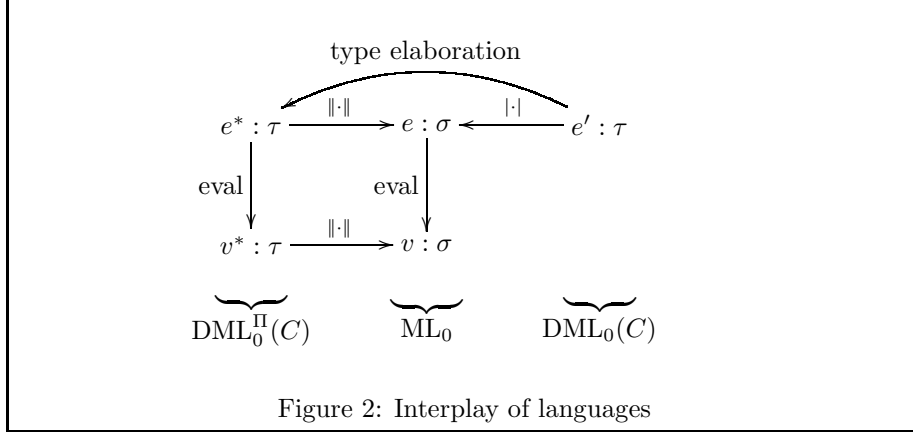 type elaboration
∥·∥ |·|
e* : τ e : σ e′ : τ
eval eval
∥·∥
v* : τ v : σ
DML₀^Π(C) ML₀ DML₀(C)
Figure 2: Interplay of languages